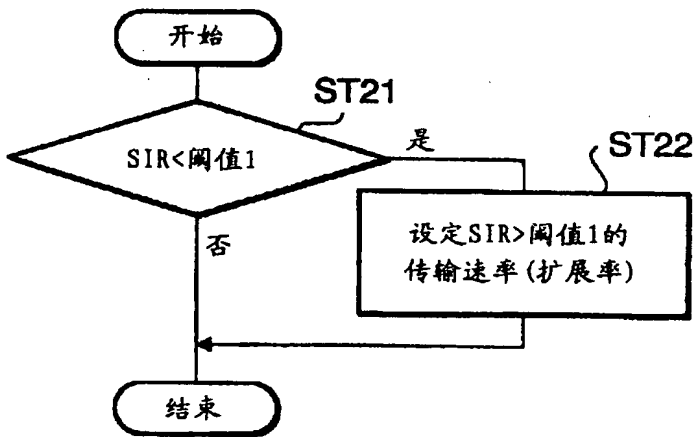 开始
ST21
SIR<阈值1
是
ST22
设定SIR>阈值1的
传输速率(扩展率)
否
结束